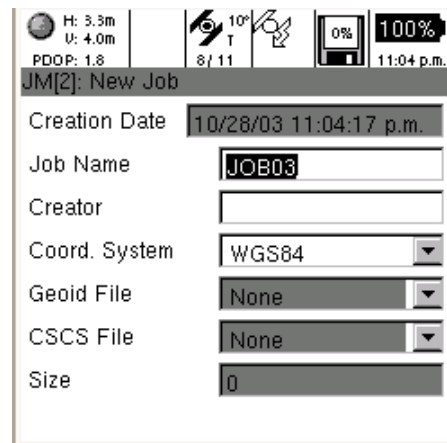 H: 3.3m
V: 4.0m
PDOP: 1.8
10°
T
8/ 11
0%
100%
11:04 p.m.
JM[2]: New Job
Creation Date 10/28/03 11:04:17 p.m.
Job Name JOB03
Creator
Coord. System WGS84
Geoid File None
CSCS File None
Size 0